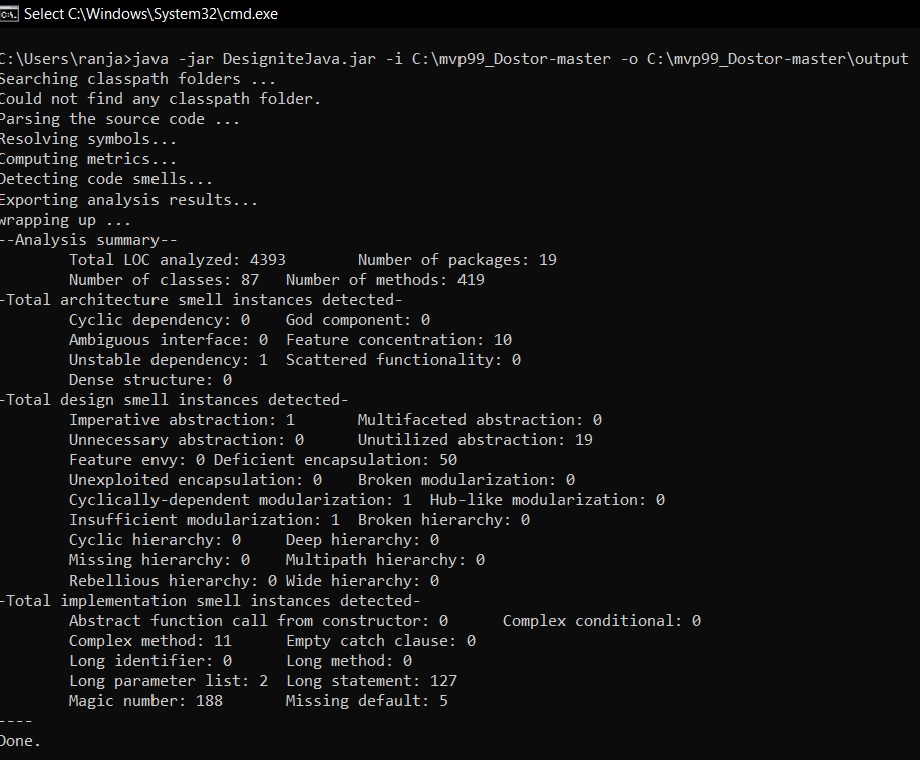 Select C:\Windows\System32\cmd.exe
C:\Users\ranja>java -jar DesigniteJava.jar -i C:\mvp99_Dostor-master -o C:\mvp99_Dostor-master\output
Searching classpath folders ...
Could not find any classpath folder.
Parsing the source code ...
Resolving symbols...
Computing metrics...
Detecting code smells...
Exporting analysis results...
wrapping up ...
--Analysis summary--
Total LOC analyzed: 4393 Number of packages: 19
Number of classes: 87 Number of methods: 419
-Total architecture smell instances detected-
Cyclic dependency: 0 God component: 0
Ambiguous interface: 0 Feature concentration: 10
Unstable dependency: 1 Scattered functionality: 0
Dense structure: 0
-Total design smell instances detected-
Imperative abstraction: 1 Multifaceted abstraction: 0
Unnecessary abstraction: 0 Unutilized abstraction: 19
Feature envy: 0 Deficient encapsulation: 50
Unexploited encapsulation: 0 Broken modularization: 0
Cyclically-dependent modularization: 1 Hub-like modularization: 0
Insufficient modularization: 1 Broken hierarchy: 0
Cyclic hierarchy: 0 Deep hierarchy: 0
Missing hierarchy: 0 Multipath hierarchy: 0
Rebellious hierarchy: 0 Wide hierarchy: 0
-Total implementation smell instances detected-
Abstract function call from constructor: 0 Complex conditional: 0
Complex method: 11 Empty catch clause: 0
Long identifier: 0 Long method: 0
Long parameter list: 2 Long statement: 127
Magic number: 188 Missing default: 5
----
Done.